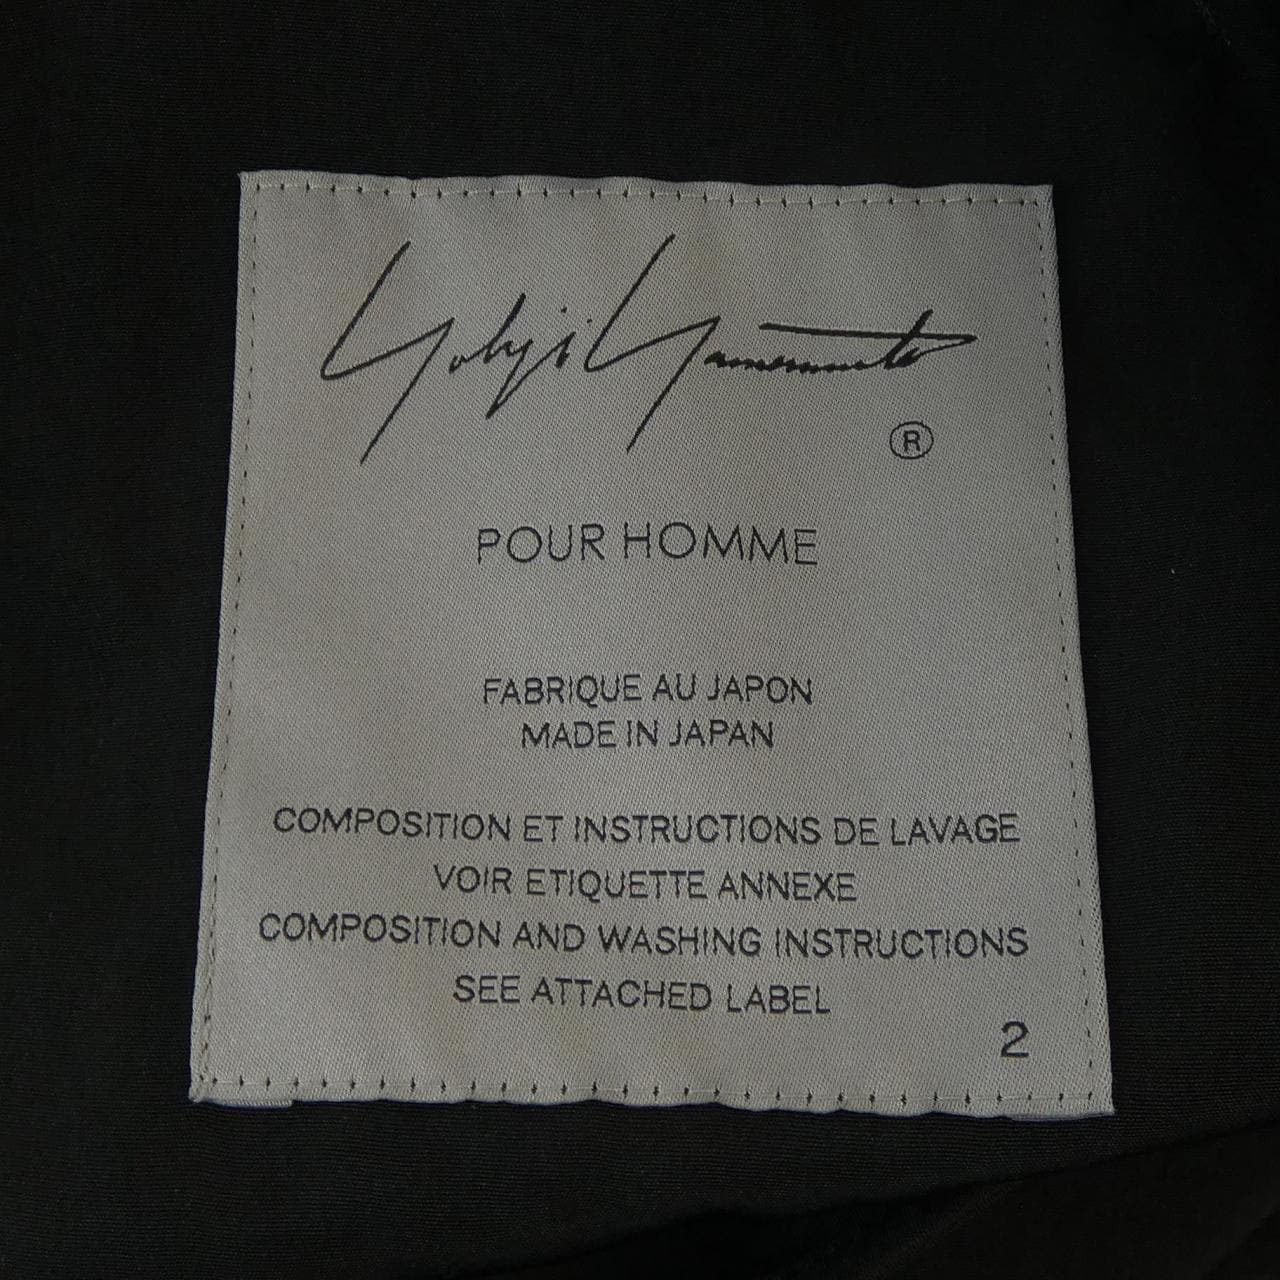 Yohji Yamamoto
®
POUR HOMME
FABRIQUE AU JAPON
MADE IN JAPAN
COMPOSITION ET INSTRUCTIONS DE LAVAGE
VOIR ETIQUETTE ANNEXE
COMPOSITION AND WASHING INSTRUCTIONS
SEE ATTACHED LABEL
2